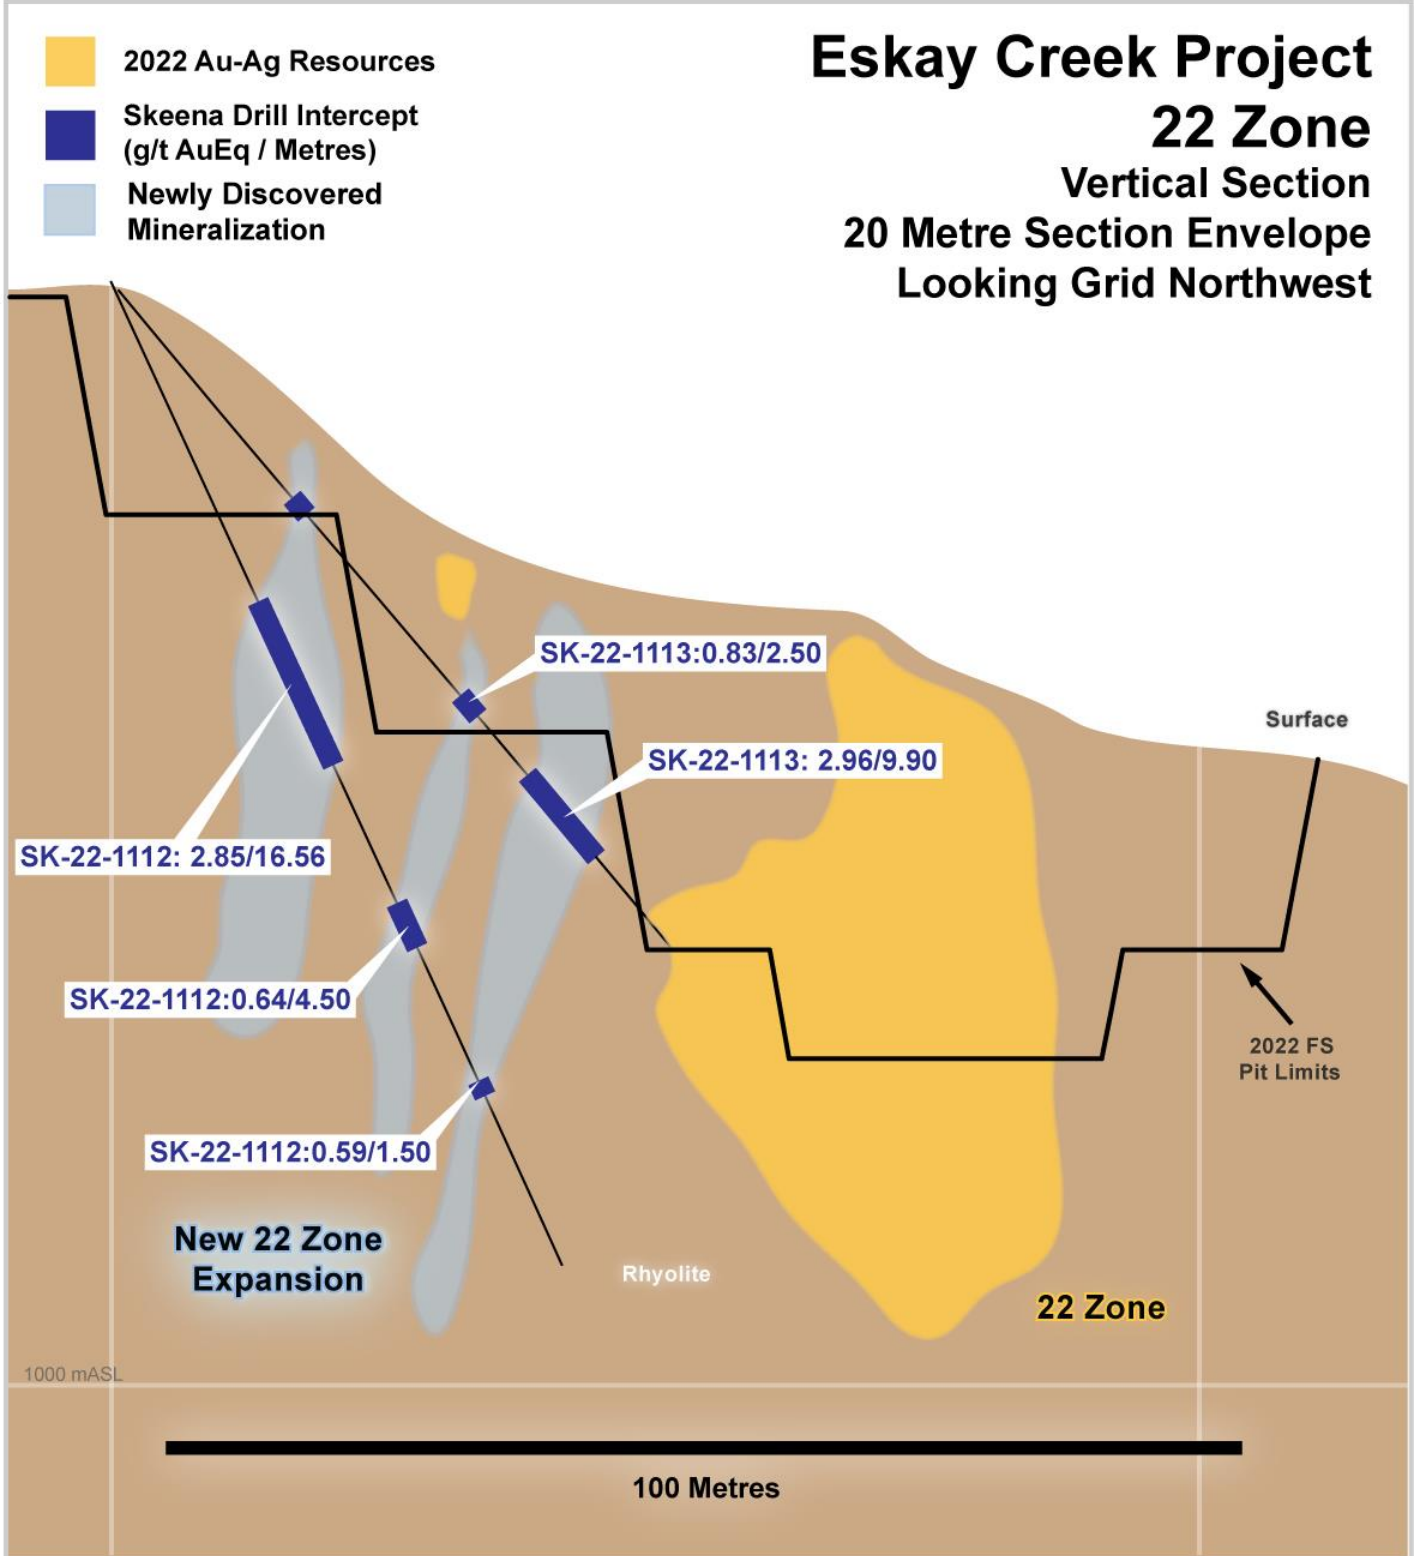 Eskay Creek Project
22 Zone
Vertical Section
20 Metre Section Envelope
Looking Grid Northwest
2022 Au-Ag Resources
Skeena Drill Intercept
(g/t AuEq / Metres)
Newly Discovered
Mineralization
SK-22-1113:0.83/2.50
Surface
SK-22-1113: 2.96/9.90
SK-22-1112: 2.85/16.56
SK-22-1112:0.64/4.50
2022 FS
Pit Limits
SK-22-1112:0.59/1.50
New 22 Zone
Expansion
Rhyolite
22 Zone
1000 mASL
100 Metres